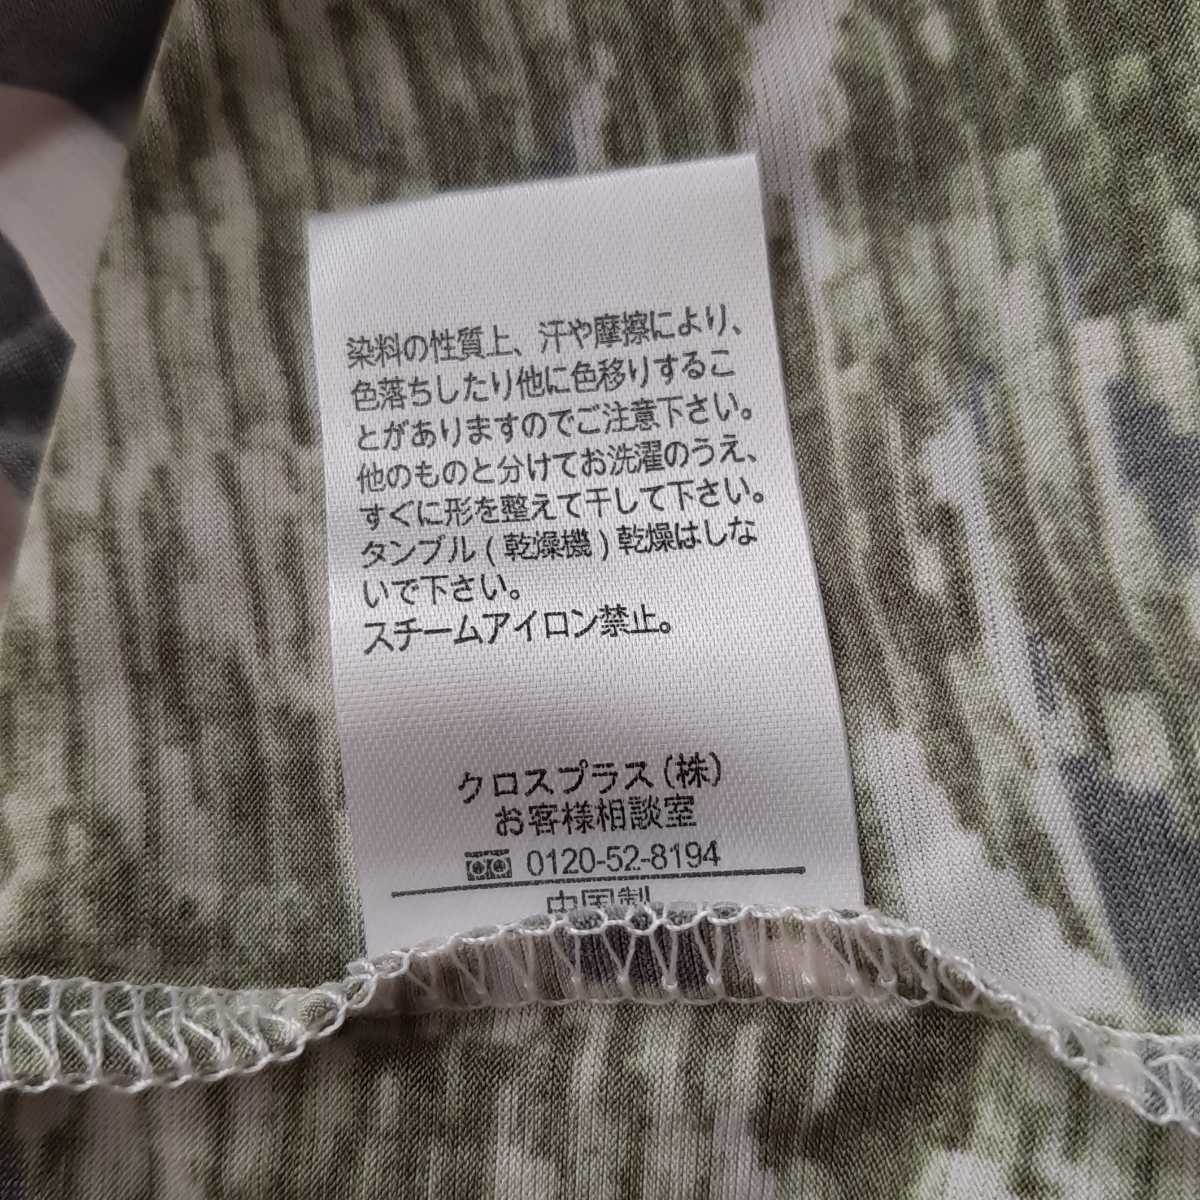 染料の性質上、汗や摩擦により、
色落ちしたり他に色移りするこ
とがありますのでご注意下さい。
他のものと分けてお洗濯のうえ、
すぐに形を整えて干して下さい。
タンブル(乾燥機)乾燥はしな
いで下さい。
スチームアイロン禁止。
クロスプラス(株)
お客様相談室
0120-52-8194
中国製